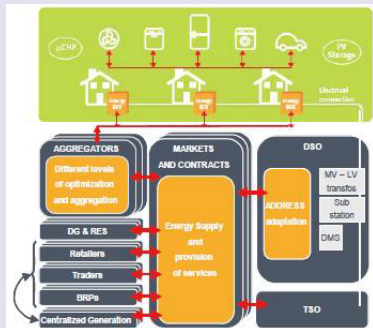 µCHP
PV
Storage
Energy
BOX
Energy
BOX
Energy
BOX
Electrical
connection
AGGREGATORS
Different levels
of optimization
and aggregation
MARKETS
AND CONTRACTS
Energy Supply
and
provision
of services
DSO
ADDRESS
adaptation
MV – LV
transfos
Sub
station
DMS
DG & RES
Retailers
Traders
BRPs
Centralized Generation
TSO